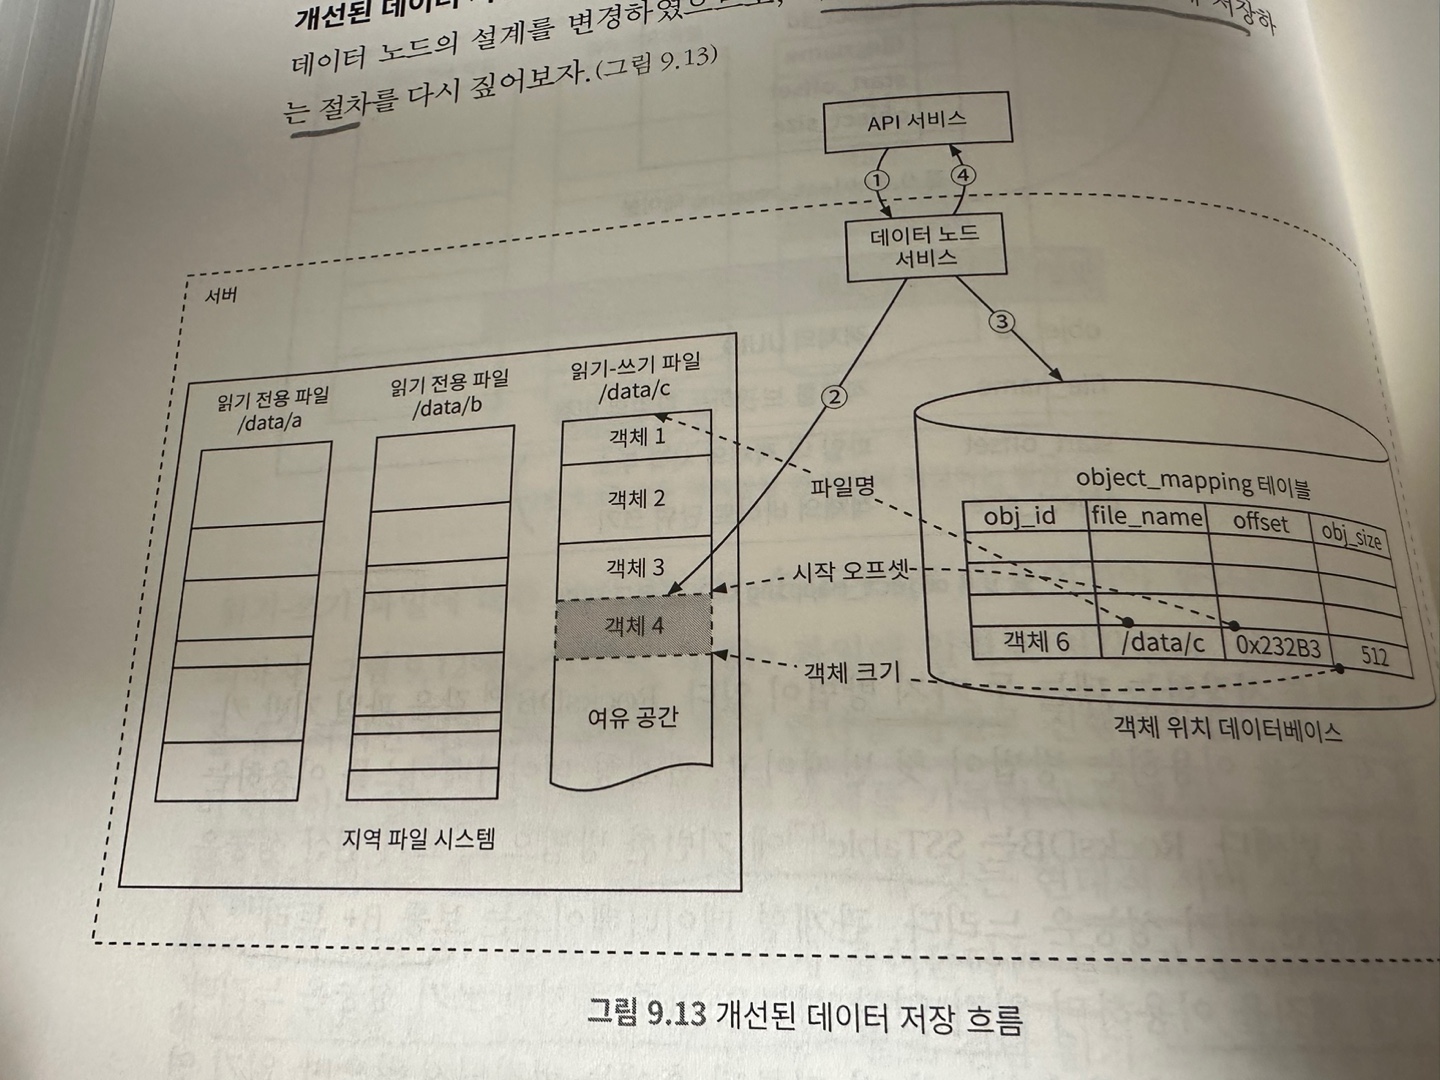 개선된 데이터
데이터 노드의 설계를 변경하였으므로, 저장하
는 절차를 다시 짚어보자.(그림 9.13)
API 서비스
① ④
데이터 노드
서비스
서버
③
②
읽기 전용 파일
/data/a
읽기 전용 파일
/data/b
읽기-쓰기 파일
/data/c
객체 1
객체 2
객체 3
객체 4
여유 공간
지역 파일 시스템
파일명
시작 오프셋
객체 크기
object_mapping 테이블
obj_id file_name offset obj_size
객체 6 /data/c 0x232B3 512
객체 위치 데이터베이스
그림 9.13 개선된 데이터 저장 흐름